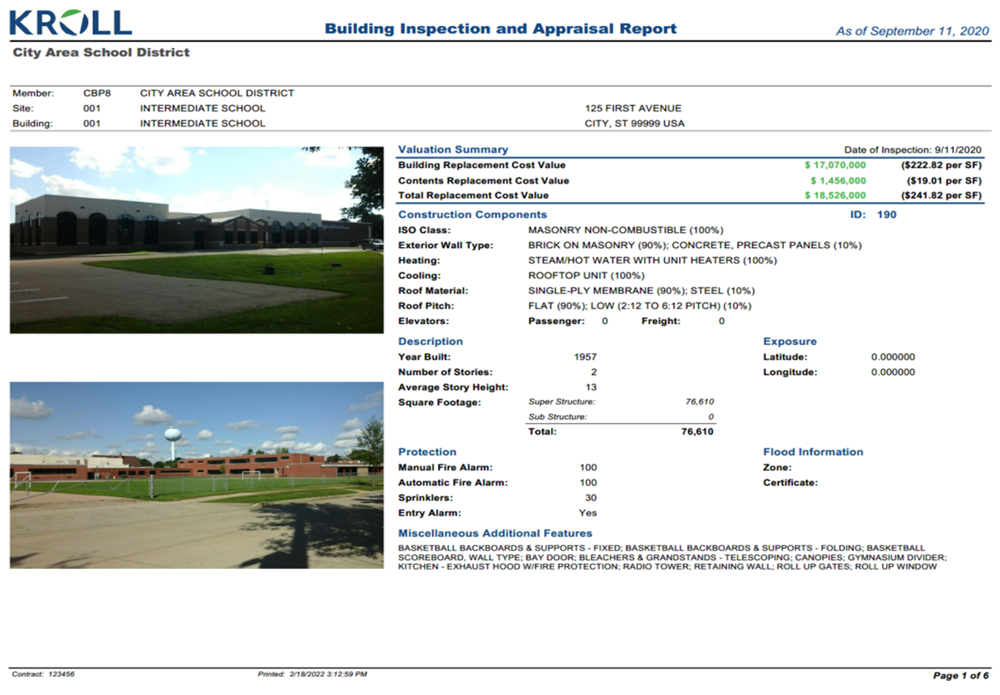 KROLL
Building Inspection and Appraisal Report
As of September 11, 2020
City Area School District
Member: CBP8 CITY AREA SCHOOL DISTRICT
Site: 001 INTERMEDIATE SCHOOL 125 FIRST AVENUE
Building: 001 INTERMEDIATE SCHOOL CITY, ST 99999 USA
Valuation Summary Date of Inspection: 9/11/2020
Building Replacement Cost Value $ 17,070,000 ($222.82 per SF)
Contents Replacement Cost Value $ 1,456,000 ($19.01 per SF)
Total Replacement Cost Value $ 18,526,000 ($241.82 per SF)
Construction Components ID: 190
ISO Class: MASONRY NON-COMBUSTIBLE (100%)
Exterior Wall Type: BRICK ON MASONRY (90%); CONCRETE, PRECAST PANELS (10%)
Heating: STEAM/HOT WATER WITH UNIT HEATERS (100%)
Cooling: ROOFTOP UNIT (100%)
Roof Material: SINGLE-PLY MEMBRANE (90%); STEEL (10%)
Roof Pitch: FLAT (90%); LOW (2:12 TO 6:12 PITCH) (10%)
Elevators: Passenger: 0 Freight: 0
Description Exposure
Year Built: 1957 Latitude: 0.000000
Number of Stories: 2 Longitude: 0.000000
Average Story Height: 13
Square Footage: Super Structure: 76,610
Sub Structure: 0
Total: 76,610
Protection Flood Information
Manual Fire Alarm: 100 Zone:
Automatic Fire Alarm: 100 Certificate:
Sprinklers: 30
Entry Alarm: Yes
Miscellaneous Additional Features
BASKETBALL BACKBOARDS & SUPPORTS - FIXED; BASKETBALL BACKBOARDS & SUPPORTS - FOLDING; BASKETBALL
SCOREBOARD, WALL TYPE; BAY DOOR; BLEACHERS & GRANDSTANDS - TELESCOPING; CANOPIES; GYMNASIUM DIVIDER;
KITCHEN - EXHAUST HOOD W/FIRE PROTECTION; RADIO TOWER; RETAINING WALL; ROLL UP GATES; ROLL UP WINDOW
Contract: 123456 Printed: 2/18/2022 3:12:59 PM Page 1 of 6